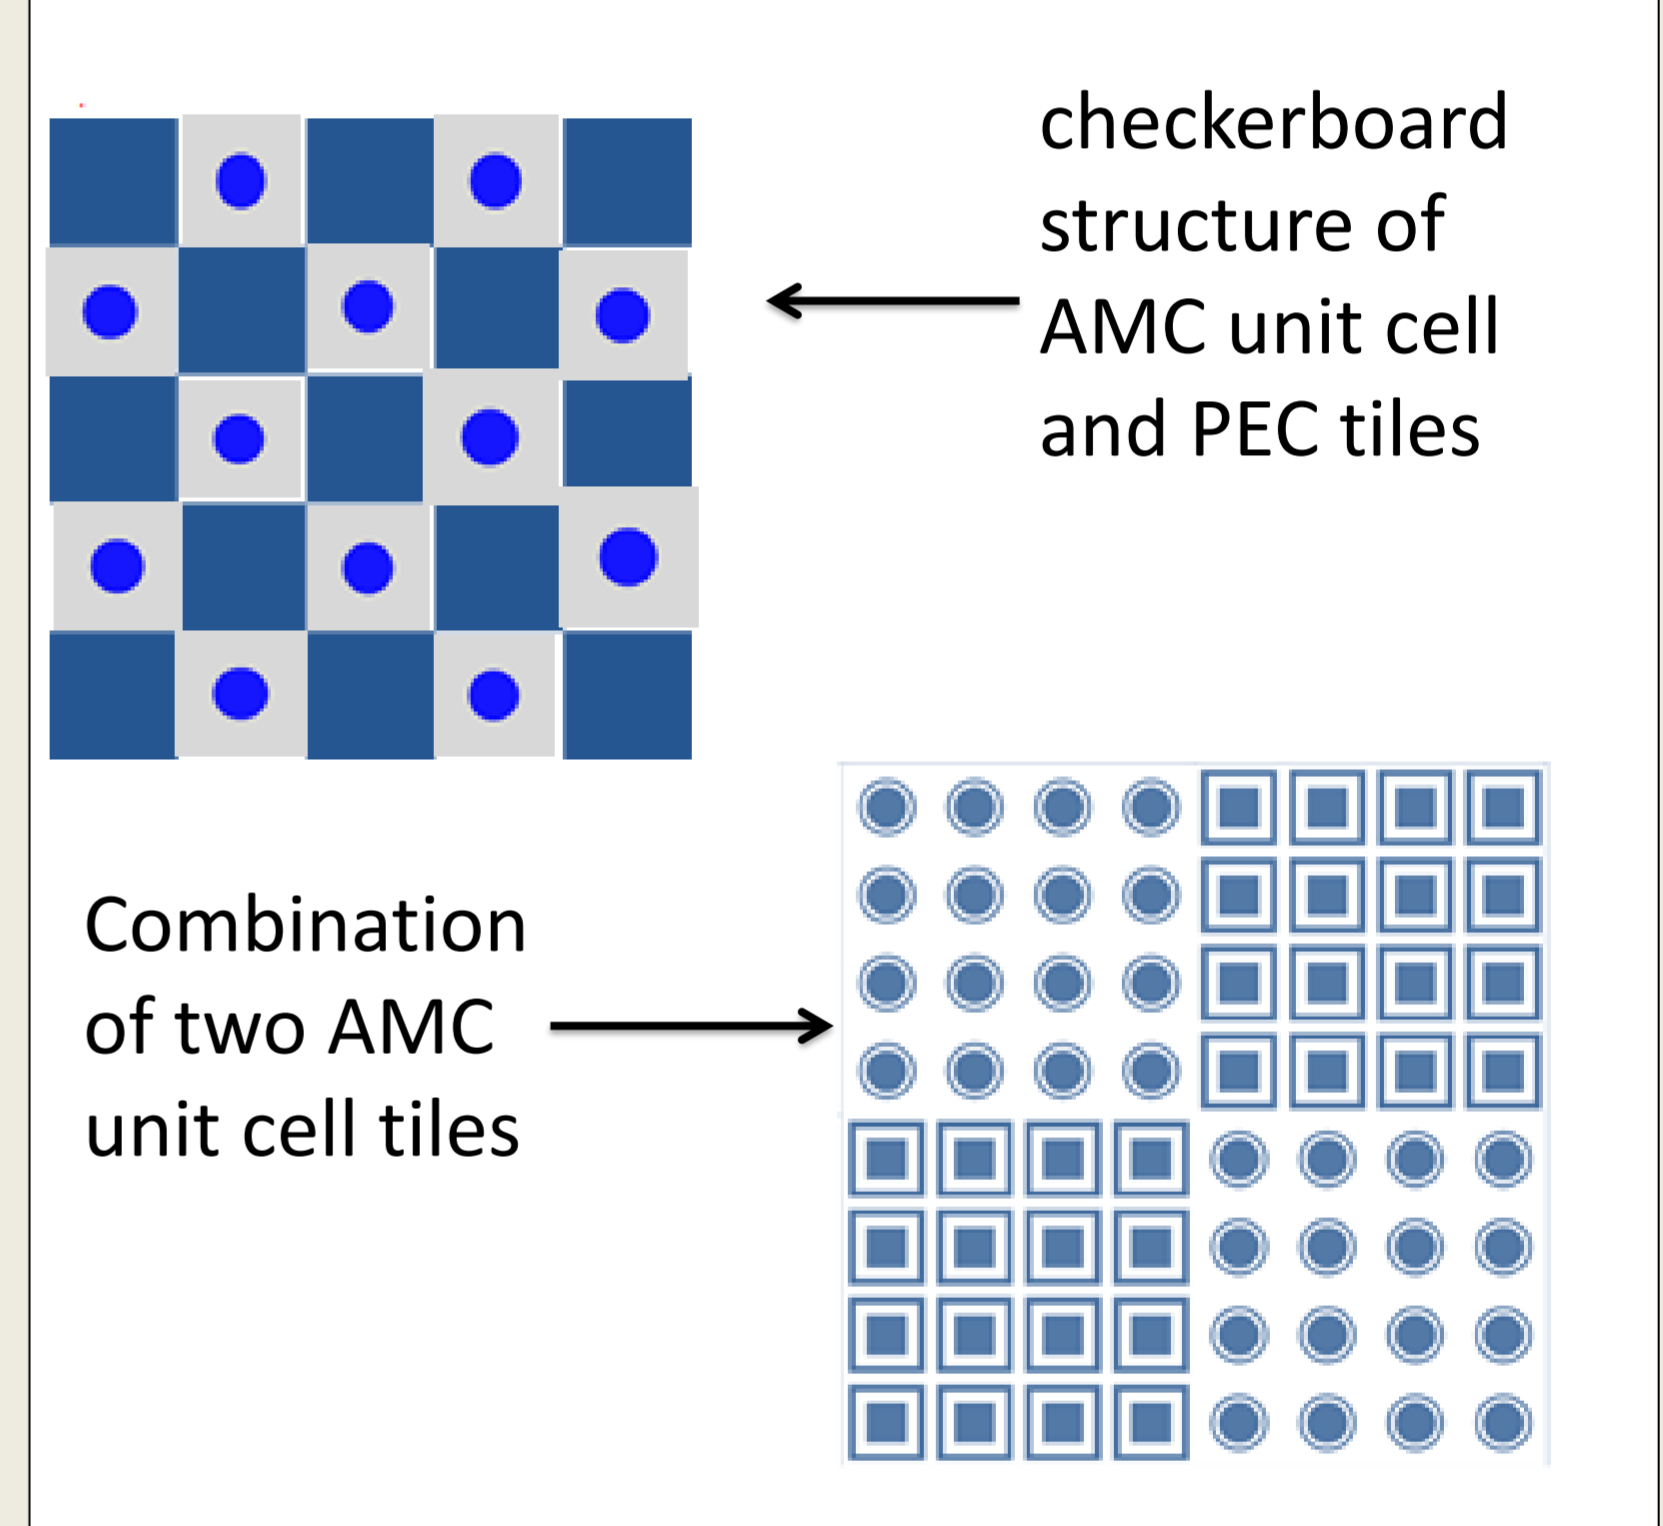 checkerboard
structure of
AMC unit cell
and PEC tiles
Combination
of two AMC
unit cell tiles